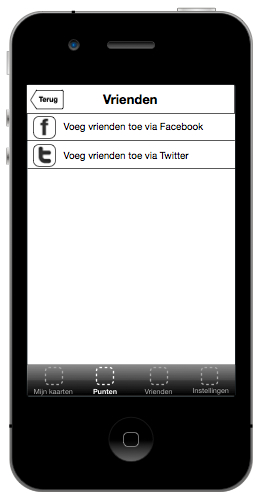 Terug
Vrienden
f
Voeg vrienden toe via Facebook
t
Voeg vrienden toe via Twitter
Mijn kaarten Punten Vrienden Instellingen